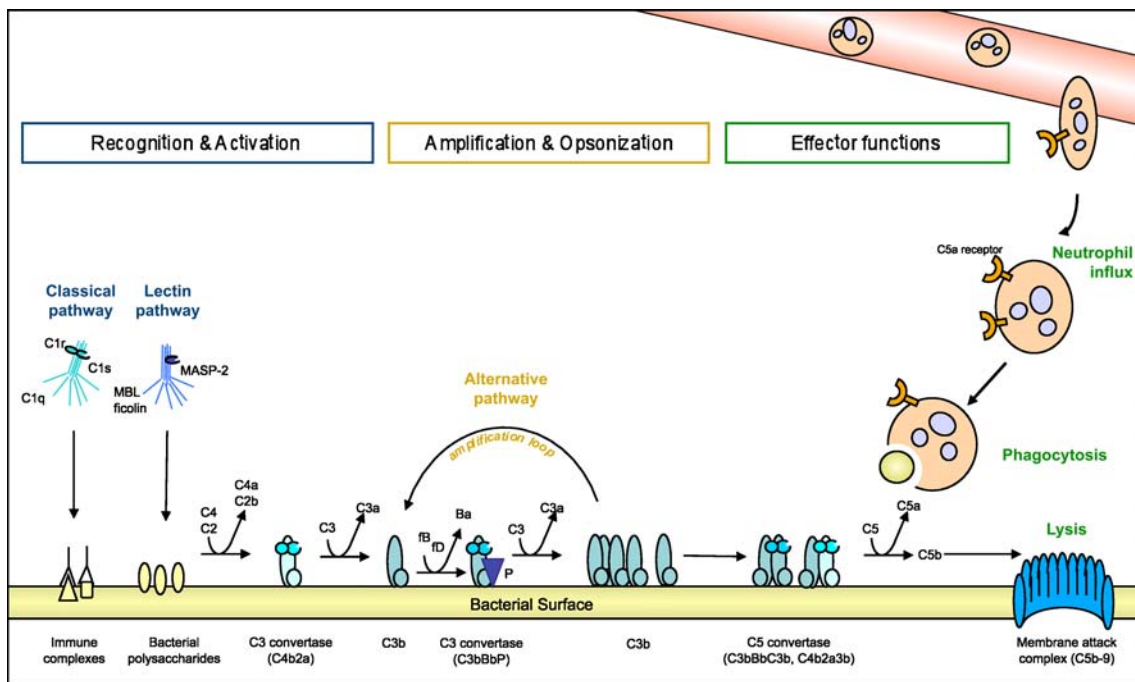 Recognition & Activation
Amplification & Opsonization
Effector functions
C5a receptor
Neutrophil
influx
Classical
pathway
Lectin
pathway
C1r
C1s
C1q
MASP-2
MBL
ficolin
Alternative
pathway
amplification loop
Phagocytosis
C4
C2
C4a
C2b
C3
C3a
fB
fD
Ba
P
C3
C3a
C5
C5a
C5b
Lysis
Bacterial Surface
Immune
complexes
Bacterial
polysaccharides
C3 convertase
(C4b2a)
C3b
C3 convertase
(C3bBbP)
C3b
C5 convertase
(C3bBbC3b, C4b2a3b)
Membrane attack
complex (C5b-9)